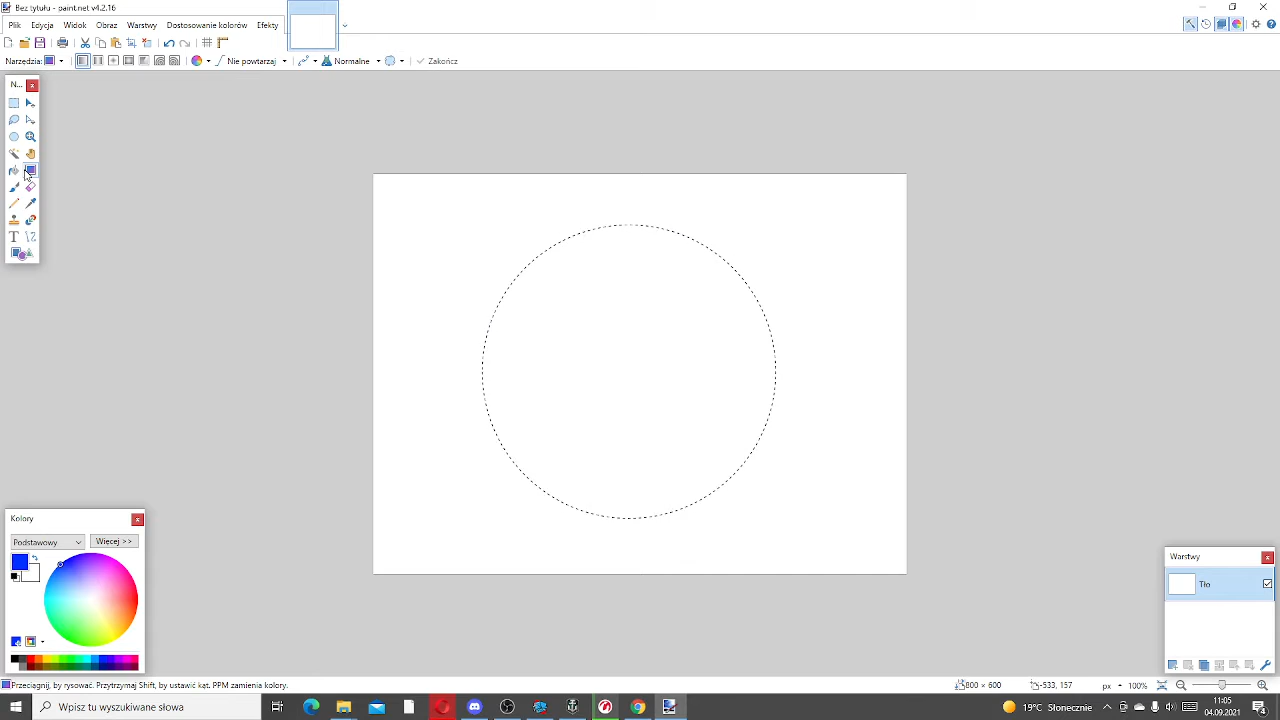 Bez tytułu - paint.net v4.2.16
Plik Edycja Widok Obraz Warstwy Dostosowanie kolorów Efekty
Narzędzia: Nie powtarzaj Normalne Zakończ
N...
T
Kolory
Podstawowy Więcej >>
Warstwy
Tło
Przeciągnij, by rysować. Przytrzymaj Shift, by ustawić kąt. PPM zamienia kolory.
800 × 600 -533, 157 px 100%
Wpisz tu wyszukiwane słowa
19°C Słonecznie
11:05
04.09.2021